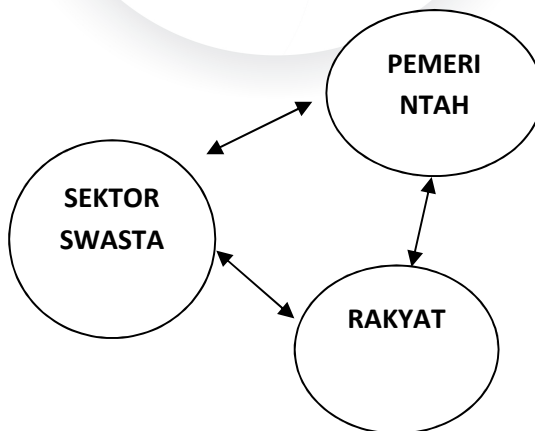 PEMERI
NTAH
SEKTOR
SWASTA
RAKYAT